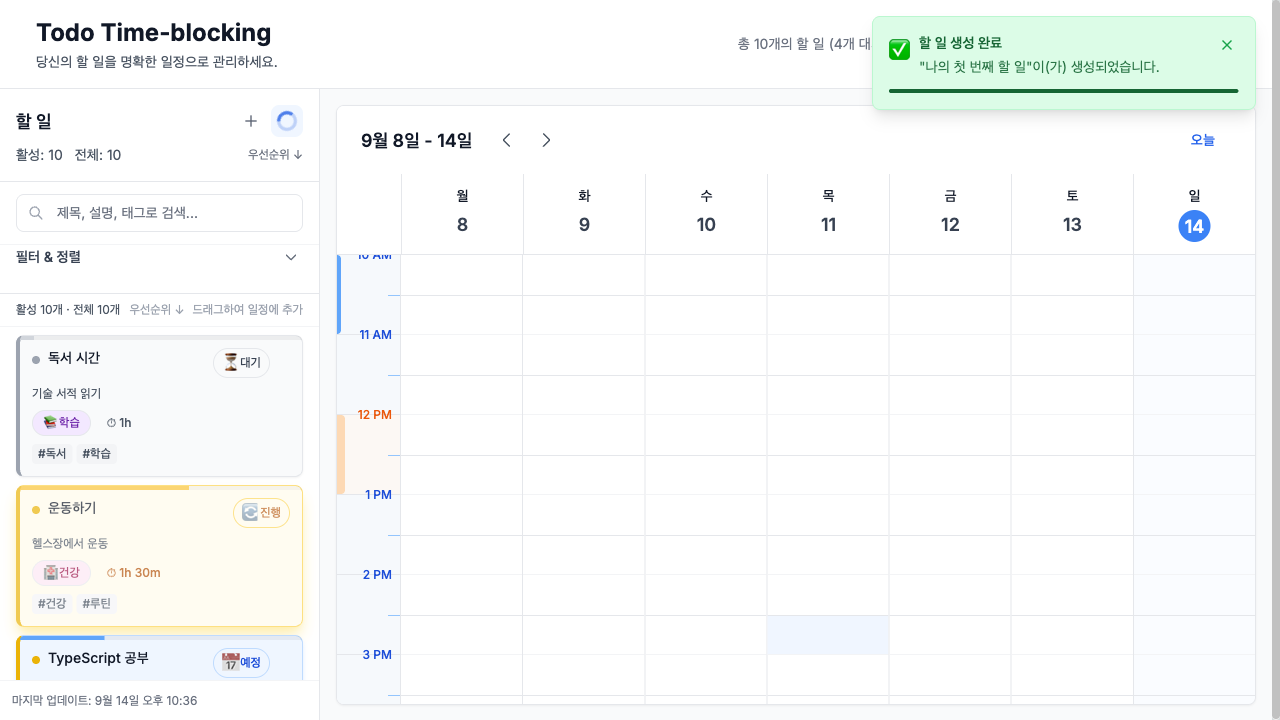 Todo Time-blocking
당신의 할 일을 명확한 일정으로 관리하세요.
총 10개의 할 일 (4개 대
할 일 생성 완료
"나의 첫 번째 할 일"이(가) 생성되었습니다.
할 일
활성: 10 전체: 10
우선순위 ↓
제목, 설명, 태그로 검색...
필터 & 정렬
활성 10개 · 전체 10개 우선순위 ↓ 드래그하여 일정에 추가
독서 시간
대기
기술 서적 읽기
학습
1h
#독서 #학습
운동하기
진행
헬스장에서 운동
건강
1h 30m
#건강 #루틴
TypeScript 공부
예정
마지막 업데이트: 9월 14일 오후 10:36
9월 8일 - 14일
오늘
월 화 수 목 금 토 일
8 9 10 11 12 13 14
10 AM
11 AM
12 PM
1 PM
2 PM
3 PM